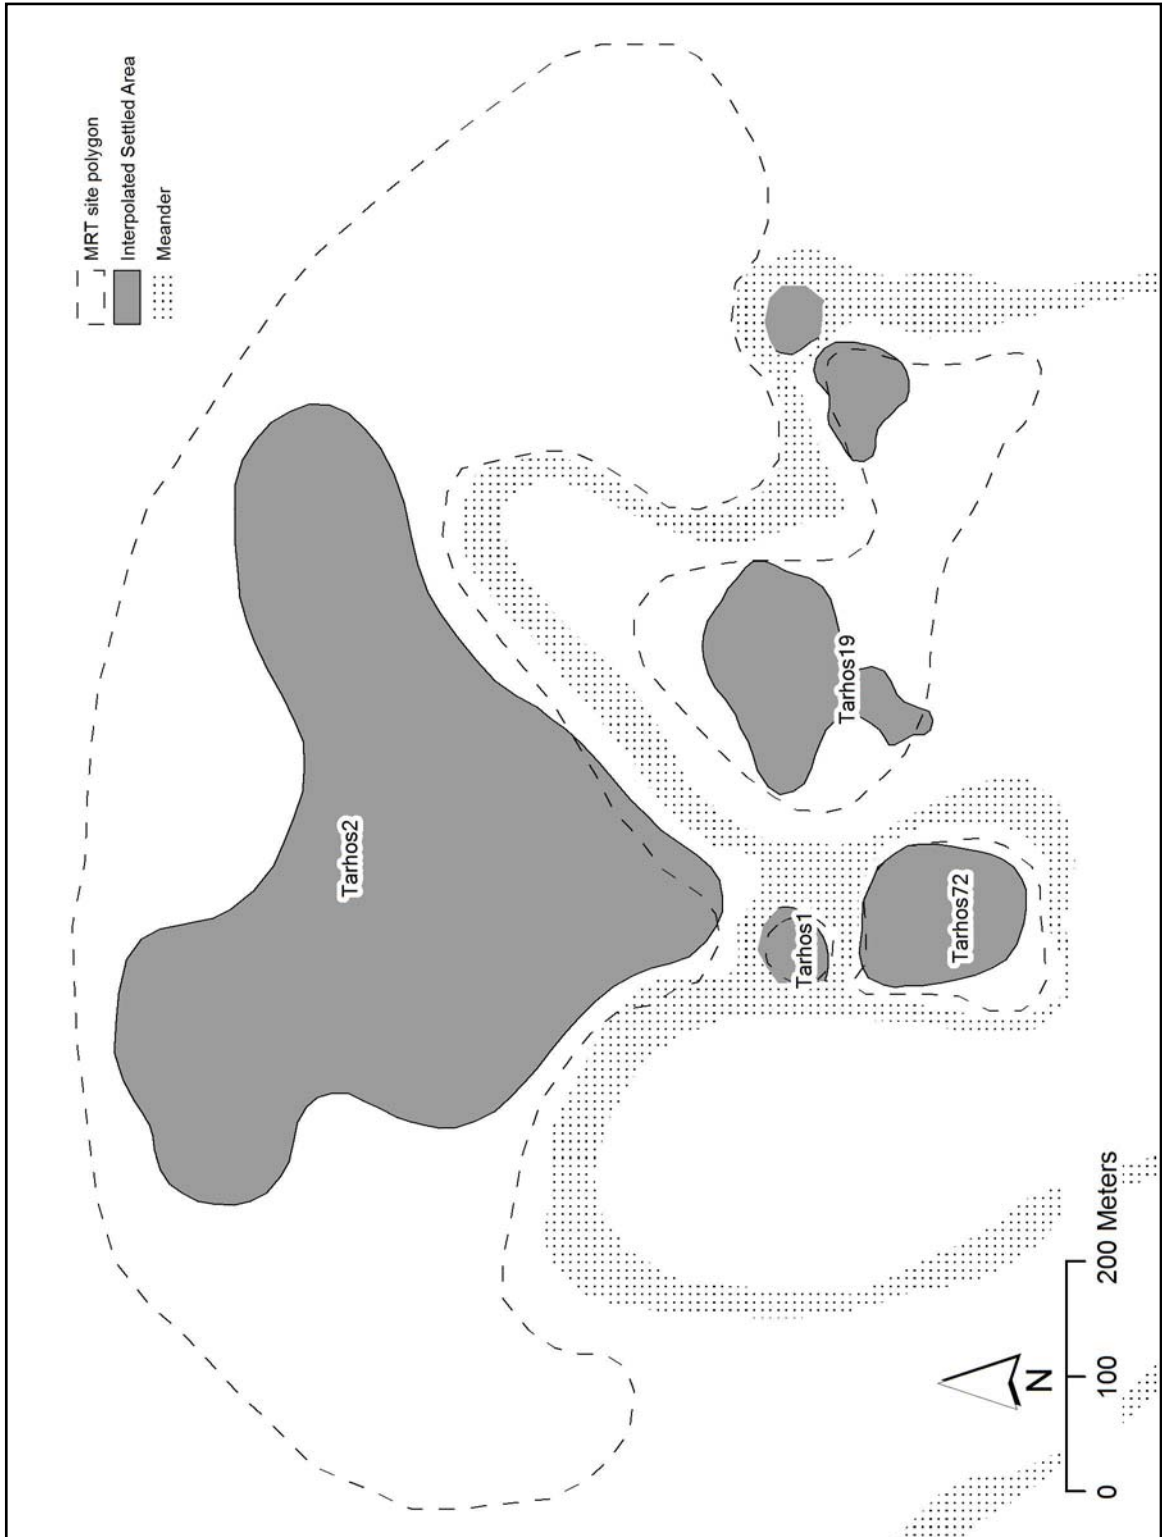 MRT site polygon
Interpolated Settled Area
Meander
Tarhos2
Tarhos19
Tarhos1
Tarhos72
N
0 100 200 Meters